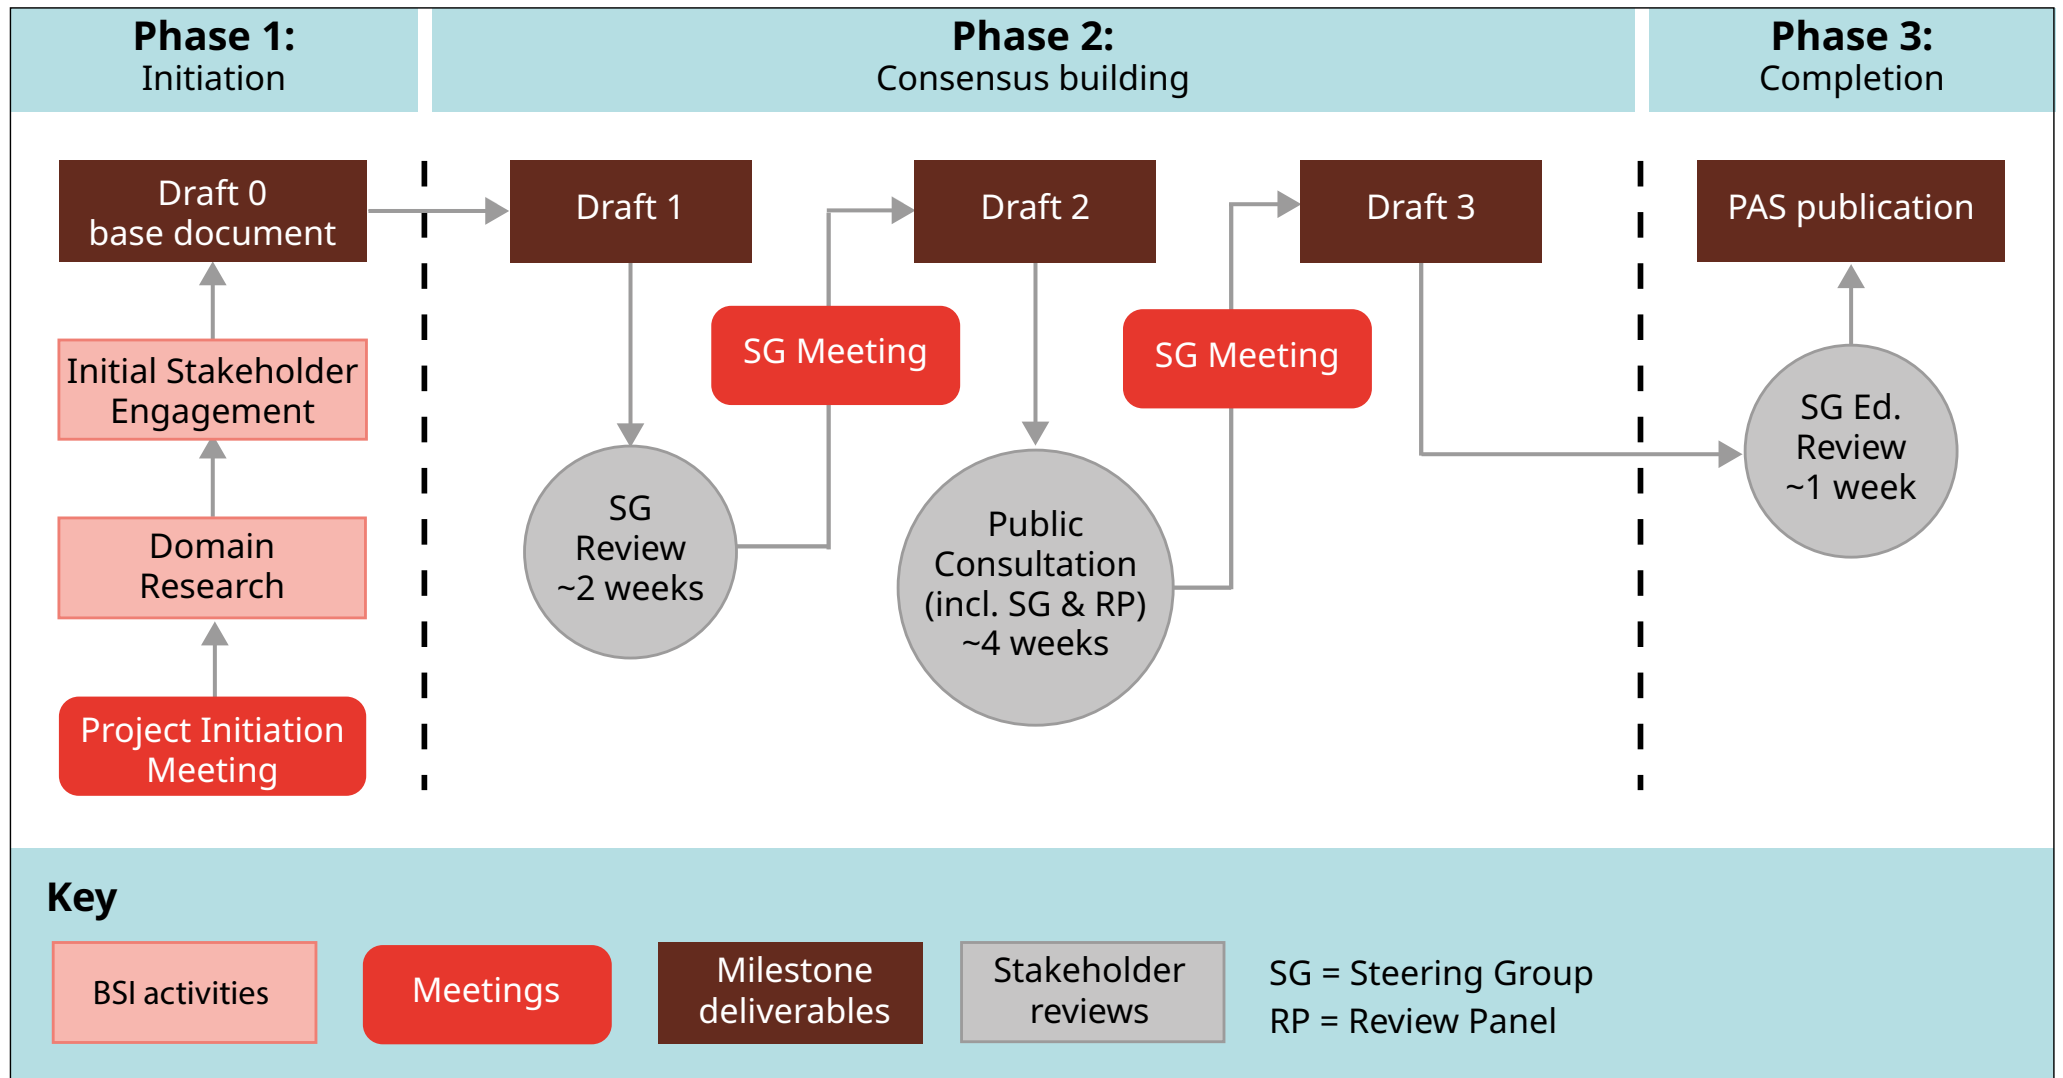 Phase 1:
Initiation
Phase 2:
Consensus building
Phase 3:
Completion
Draft 0
base document
Initial Stakeholder
Engagement
Domain
Research
Project Initiation
Meeting
Draft 1
SG
Review
~2 weeks
SG Meeting
Draft 2
Public
Consultation
(incl. SG & RP)
~4 weeks
SG Meeting
Draft 3
SG Ed.
Review
~1 week
PAS publication
Key
BSI activities
Meetings
Milestone
deliverables
Stakeholder
reviews
SG = Steering Group
RP = Review Panel